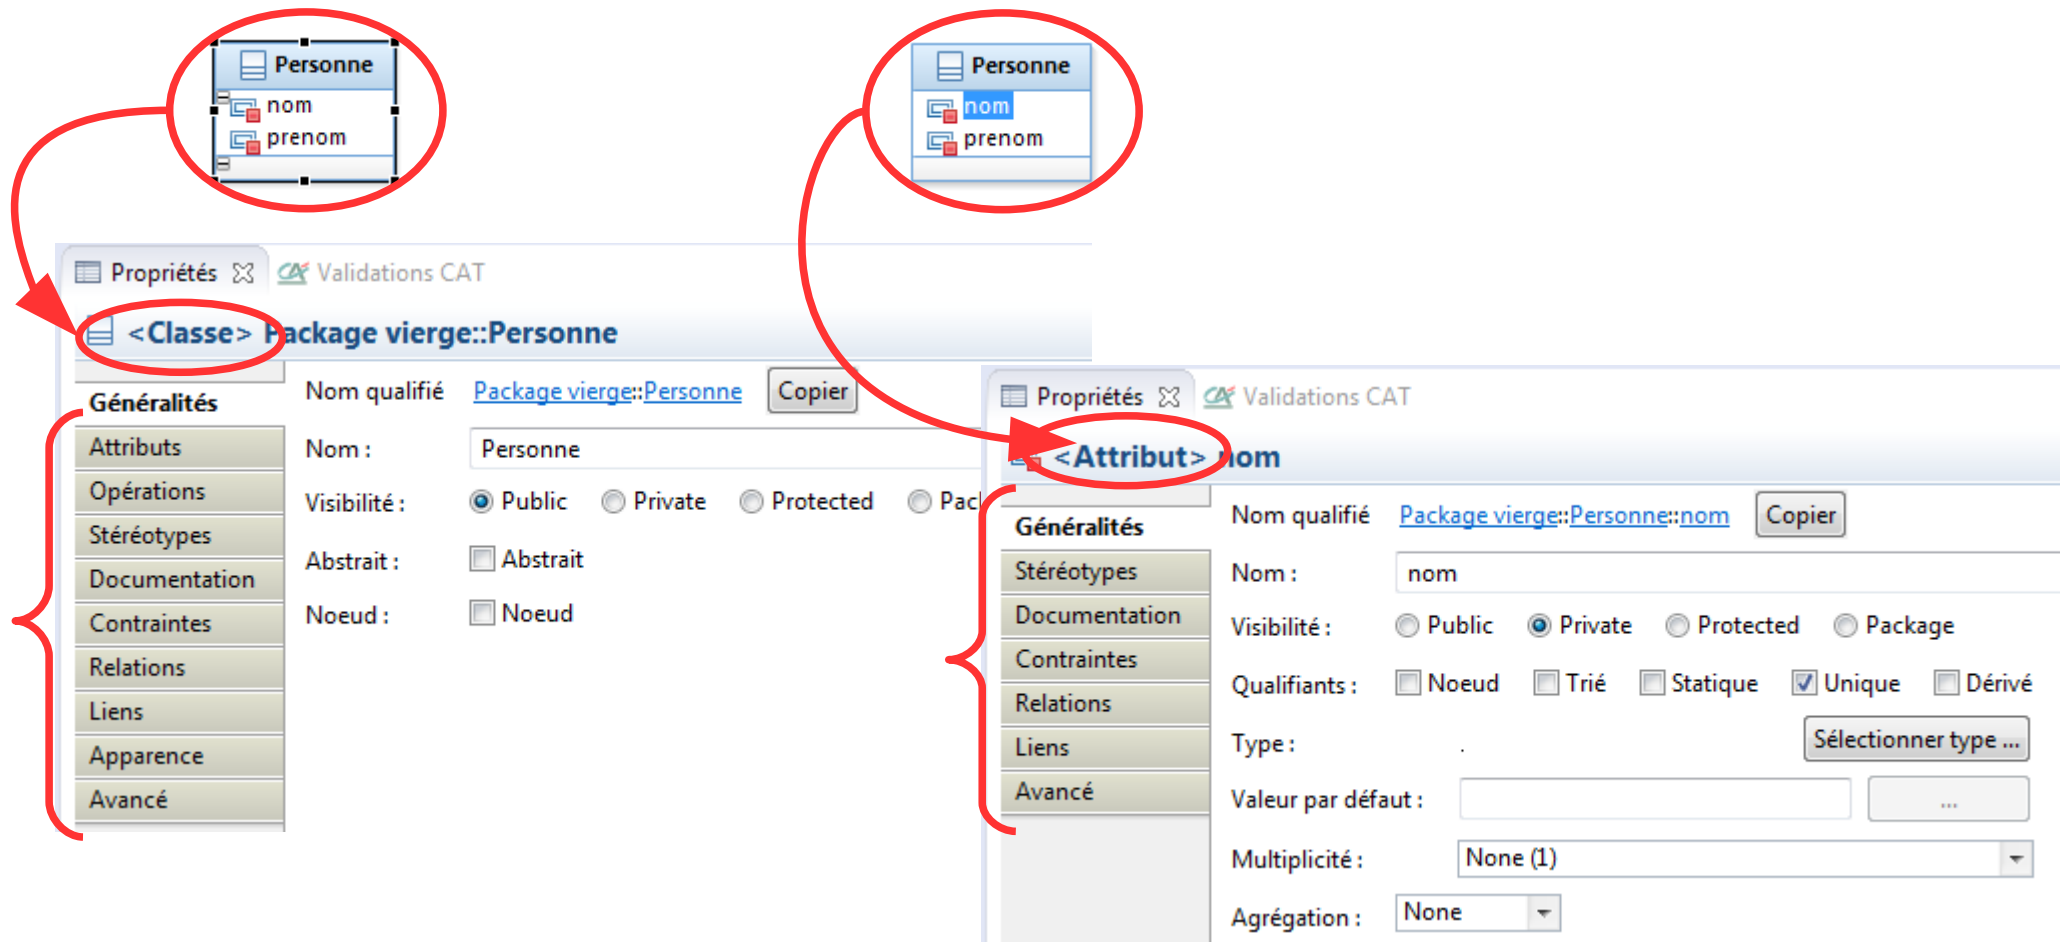 Personne
nom
prenom
Personne
nom
prenom
Propriétés
Validations CAT
<Classe> Package vierge::Personne
Généralités
Attributs
Opérations
Stéréotypes
Documentation
Contraintes
Relations
Liens
Apparence
Avancé
Nom qualifié Package vierge::Personne Copier
Nom : Personne
Visibilité : Public Private Protected Pac
Abstrait : Abstrait
Noeud : Noeud
Propriétés
Validations CAT
<Attribut> nom
Généralités
Stéréotypes
Documentation
Contraintes
Relations
Liens
Avancé
Nom qualifié Package vierge::Personne::nom Copier
Nom : nom
Visibilité : Public Private Protected Package
Qualifiants : Noeud Trié Statique Unique Dérivé
Type : . Sélectionner type ...
Valeur par défaut : ...
Multiplicité : None (1)
Agrégation : None